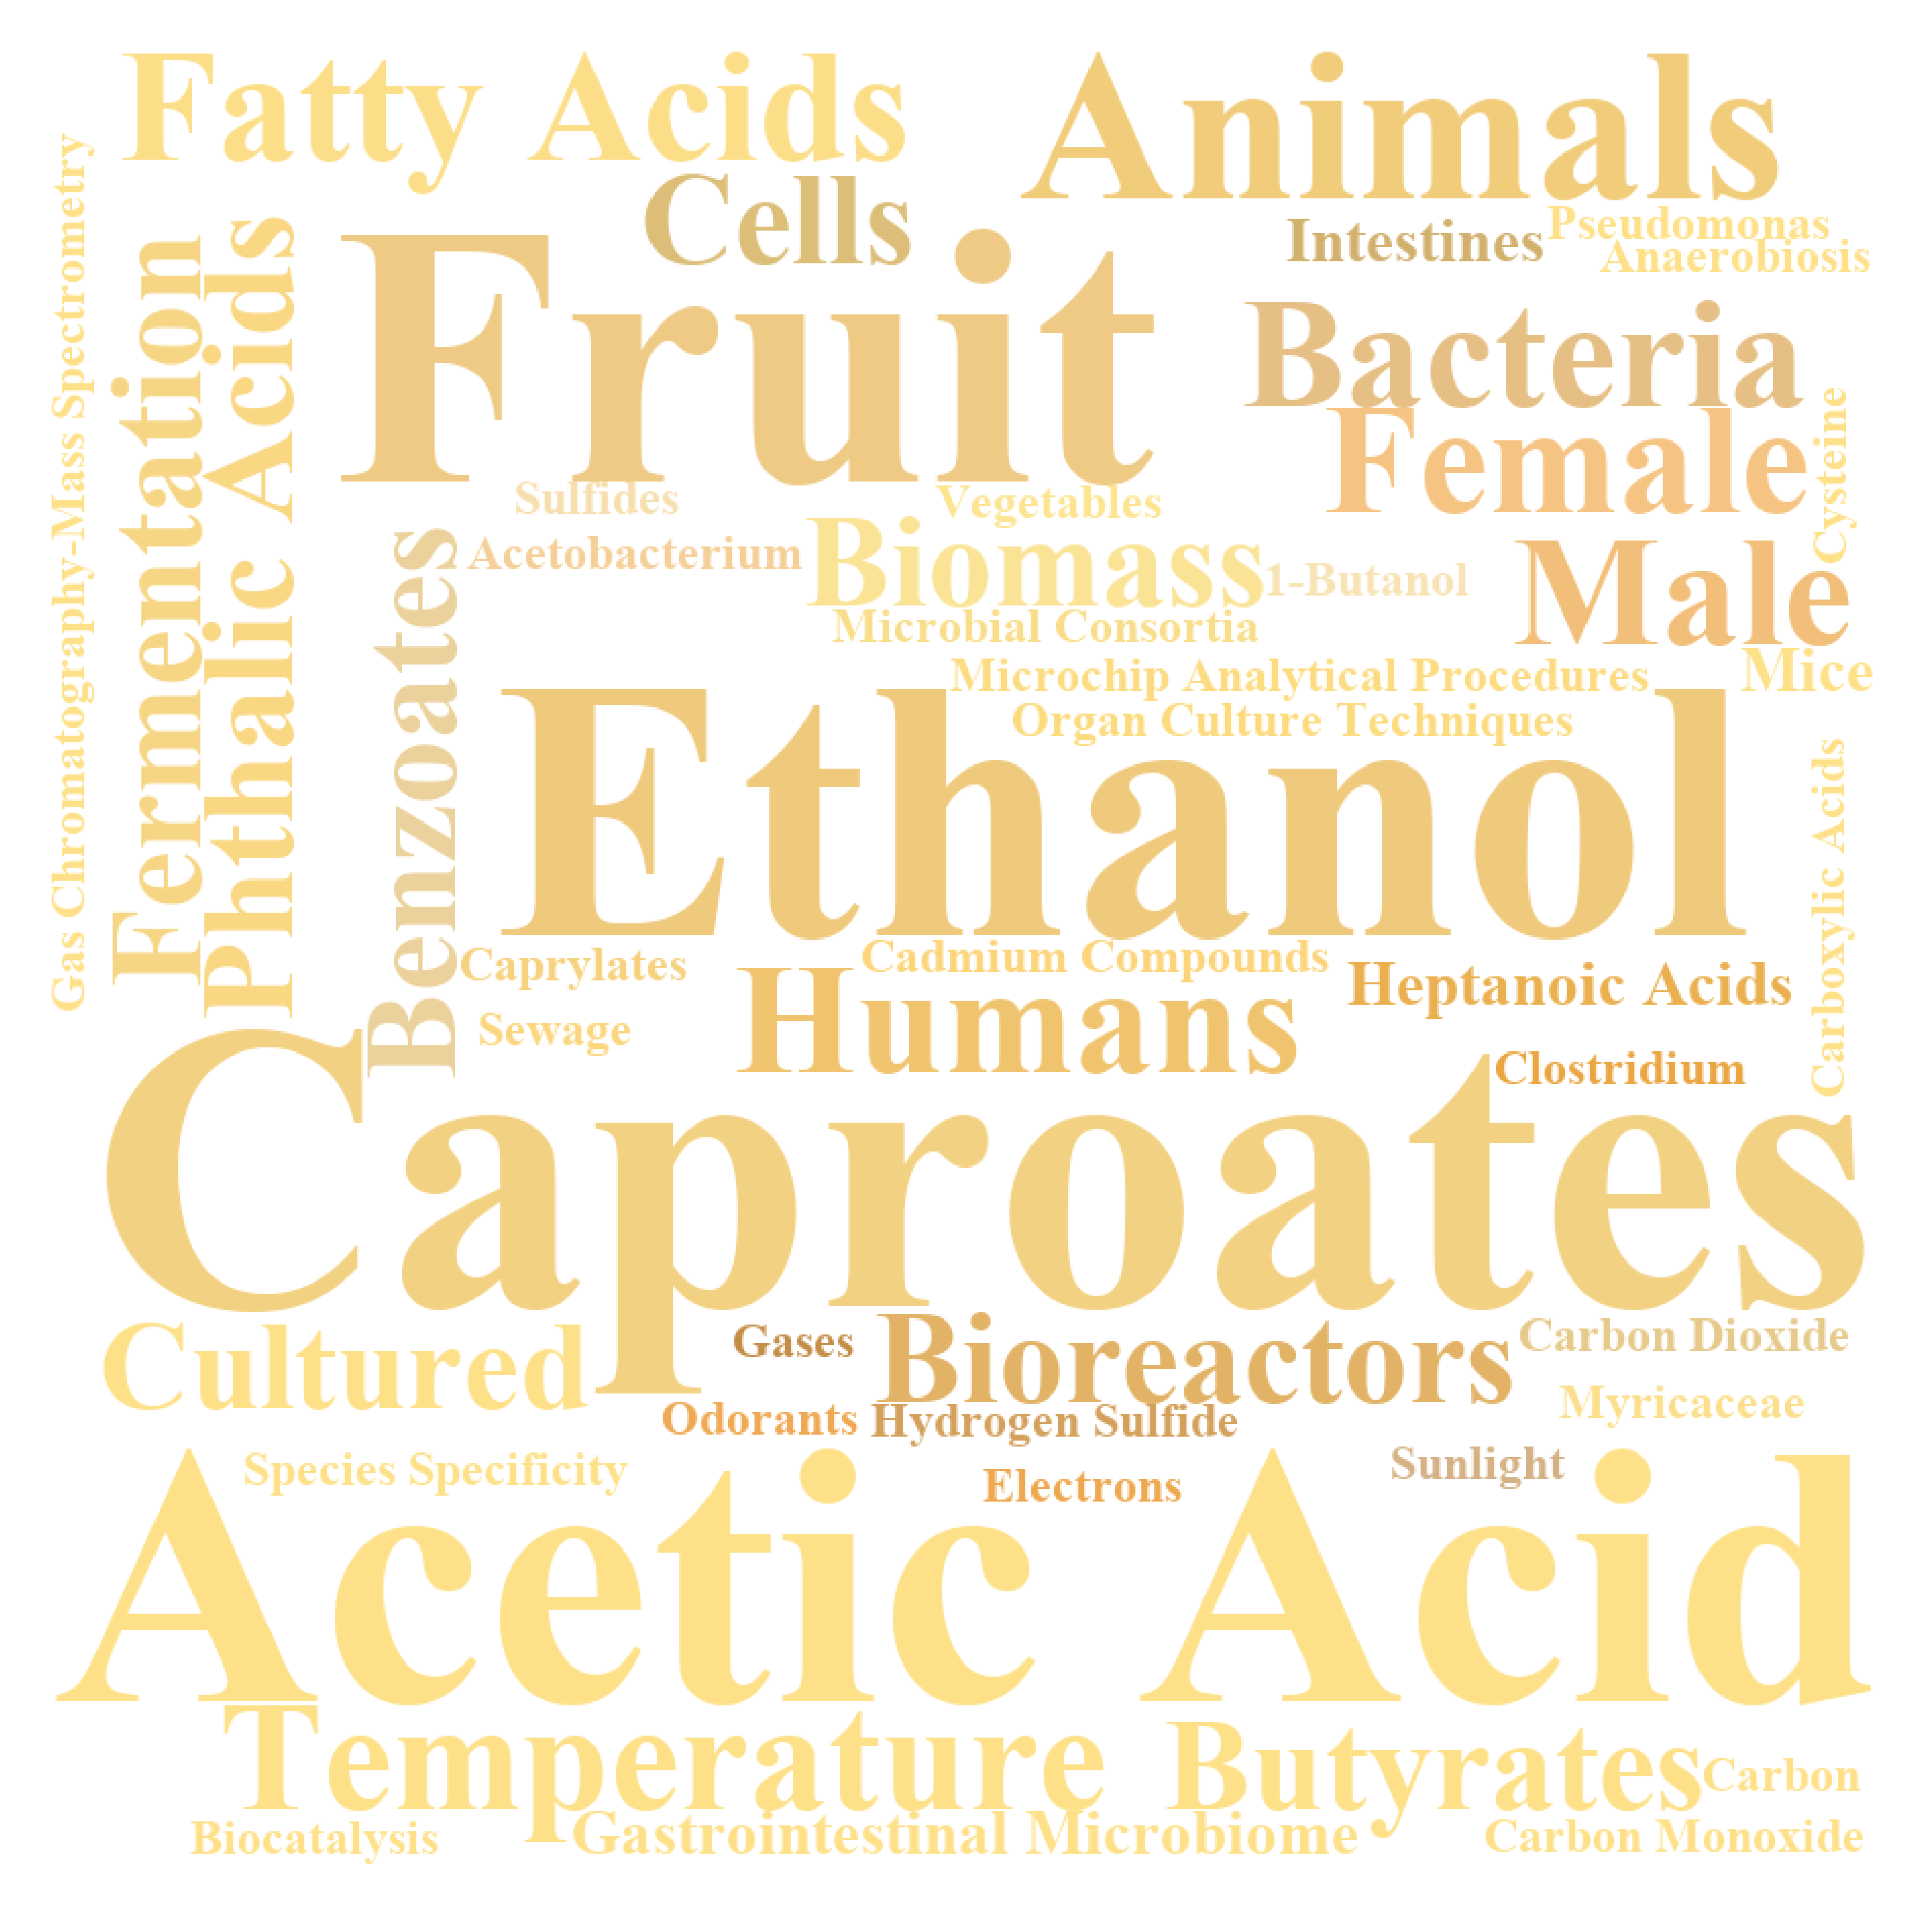 Fatty Acids
Animals
Cells
Intestines
Pseudomonas
Anaerobiosis
Gas Chromatography-Mass Spectrometry
Fermentation
Phthalic Acids
Fruit
Bacteria
Female
Cysteine
Sulfides
Vegetables
Benzoates
Acetobacterium
Biomass
1-Butanol
Male
Microbial Consortia
Microchip Analytical Procedures
Mice
Organ Culture Techniques
Ethanol
Carboxylic Acids
Caprylates
Cadmium Compounds
Heptanoic Acids
Humans
Sewage
Clostridium
Caproates
Cultured
Gases
Bioreactors
Carbon Dioxide
Myricaceae
Odorants
Hydrogen Sulfide
Species Specificity
Electrons
Sunlight
Acetic Acid
Temperature
Butyrates
Carbon
Biocatalysis
Gastrointestinal Microbiome
Carbon Monoxide